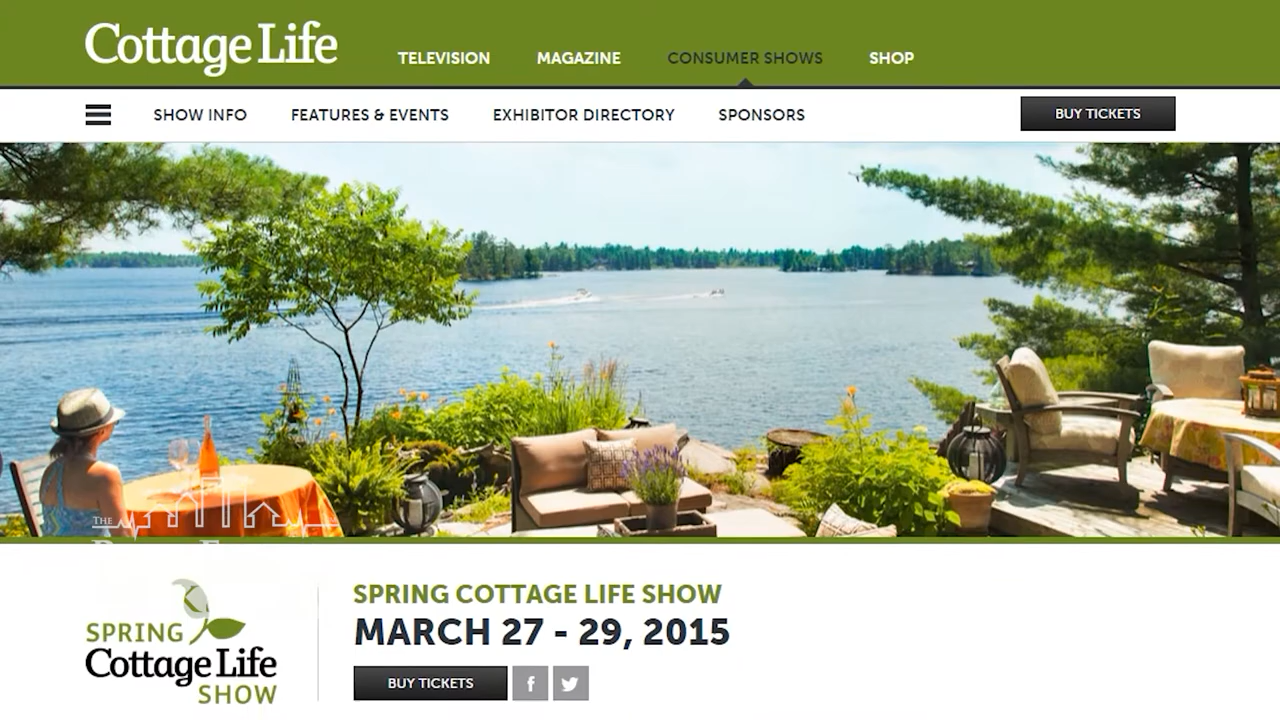 Cottage Life
TELEVISION MAGAZINE CONSUMER SHOWS SHOP
SHOW INFO FEATURES & EVENTS EXHIBITOR DIRECTORY SPONSORS BUY TICKETS
THE
SPRING
Cottage Life
SHOW
SPRING COTTAGE LIFE SHOW
MARCH 27 - 29, 2015
BUY TICKETS